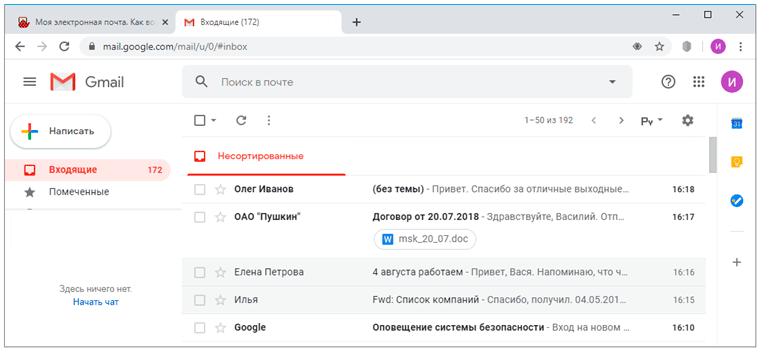 Моя электронная почта. Как во
Входящие (172)
mail.google.com/mail/u/0/#inbox
И
Gmail
Поиск в почте
И
Написать
1–50 из 192
Ру
31
Входящие 172
Несортированные
Помеченные
Олег Иванов (без темы) - Привет. Спасибо за отличные выходные… 16:18
ОАО "Пушкин" Договор от 20.07.2018 - Здравствуйте, Василий. Отп… 16:17
W msk_20_07.doc
Елена Петрова 4 августа работаем - Привет, Вася. Напоминаю, что ч… 16:16
Здесь ничего нет.
Начать чат
Илья Fwd: Список компаний - Спасибо, получил. 04.05.201… 16:15
Google Оповещение системы безопасности - Вход на новом … 16:10